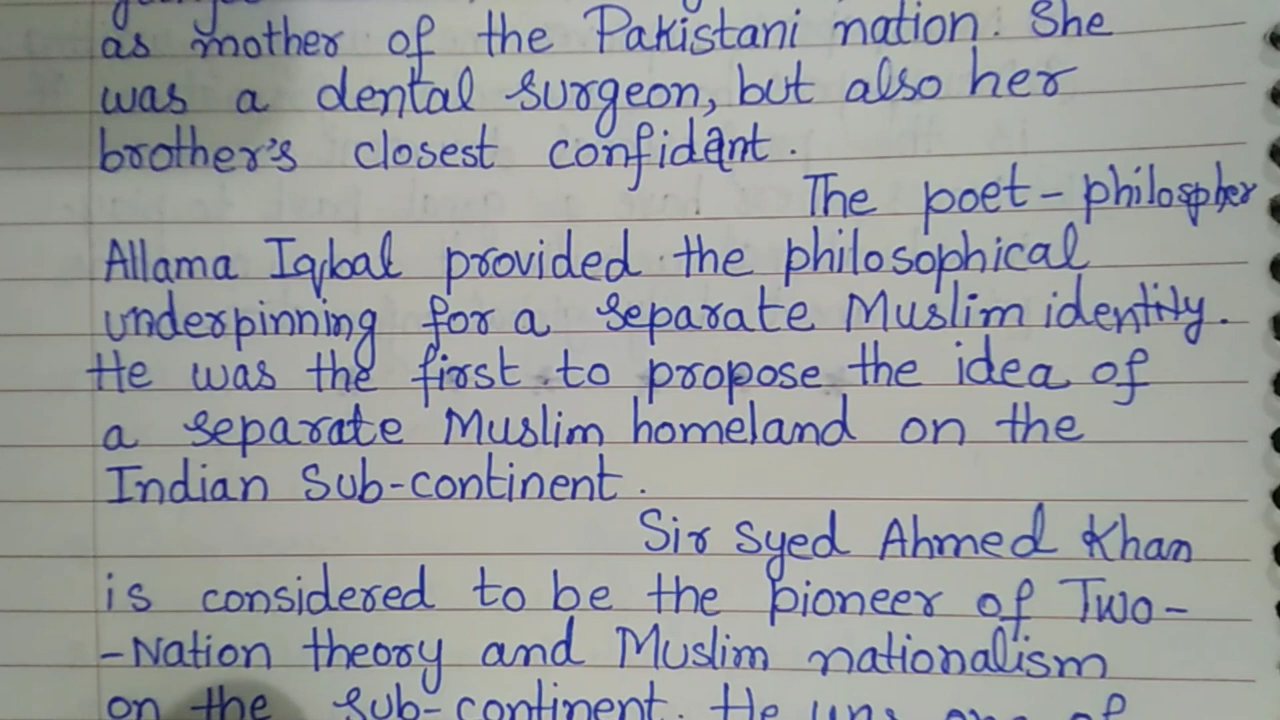 as mother of the Pakistani nation. She
was a dental surgeon, but also her
brother's closest confidant.
The poet-philospher
Allama Iqbal provided the philosophical
underpinning for a separate Muslim identity.
He was the first to propose the idea of
a separate Muslim homeland on the
Indian Sub-continent.
Sir Syed Ahmed Khan
is considered to be the pioneer of Two-
-Nation theory and Muslim nationalism
on the sub-continent. He